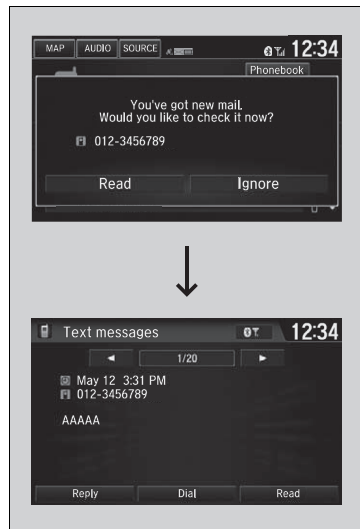 MAP AUDIO SOURCE 12:34
Phonebook
You've got new mail.
Would you like to check it now?
012-3456789
Read Ignore
Text messages 12:34
1/20
May 12 3:31 PM
012-3456789
AAAAA
Reply Dial Read